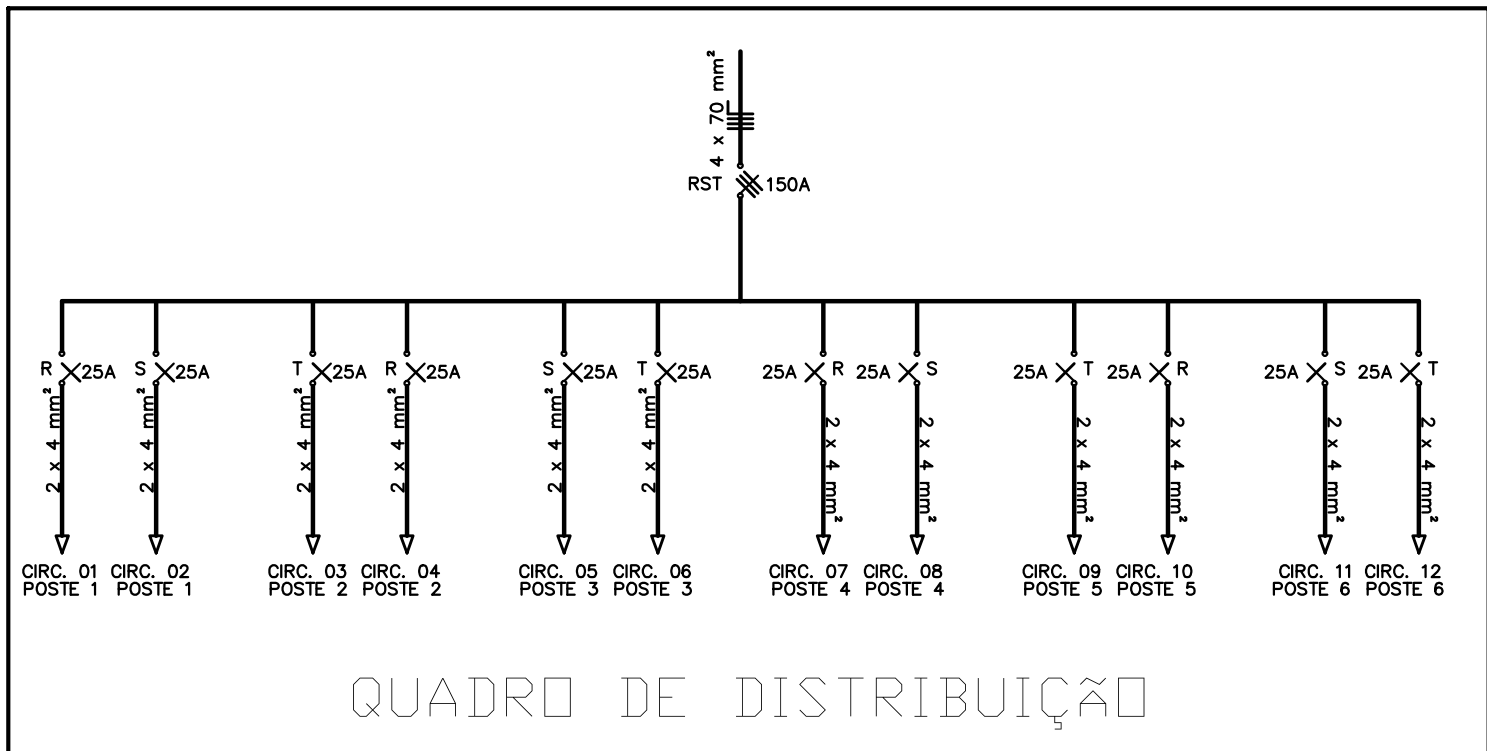 4 x 70 mm²
RST 150A
R 25A S 25A T 25A R 25A S 25A T 25A 25A R 25A S 25A T 25A R 25A S 25A T
2 x 4 mm² 2 x 4 mm² 2 x 4 mm² 2 x 4 mm² 2 x 4 mm² 2 x 4 mm² 2 x 4 mm² 2 x 4 mm² 2 x 4 mm² 2 x 4 mm² 2 x 4 mm² 2 x 4 mm²
CIRC. 01 CIRC. 02 CIRC. 03 CIRC. 04 CIRC. 05 CIRC. 06 CIRC. 07 CIRC. 08 CIRC. 09 CIRC. 10 CIRC. 11 CIRC. 12
POSTE 1 POSTE 1 POSTE 2 POSTE 2 POSTE 3 POSTE 3 POSTE 4 POSTE 4 POSTE 5 POSTE 5 POSTE 6 POSTE 6
QUADRO DE DISTRIBUIÇÃO